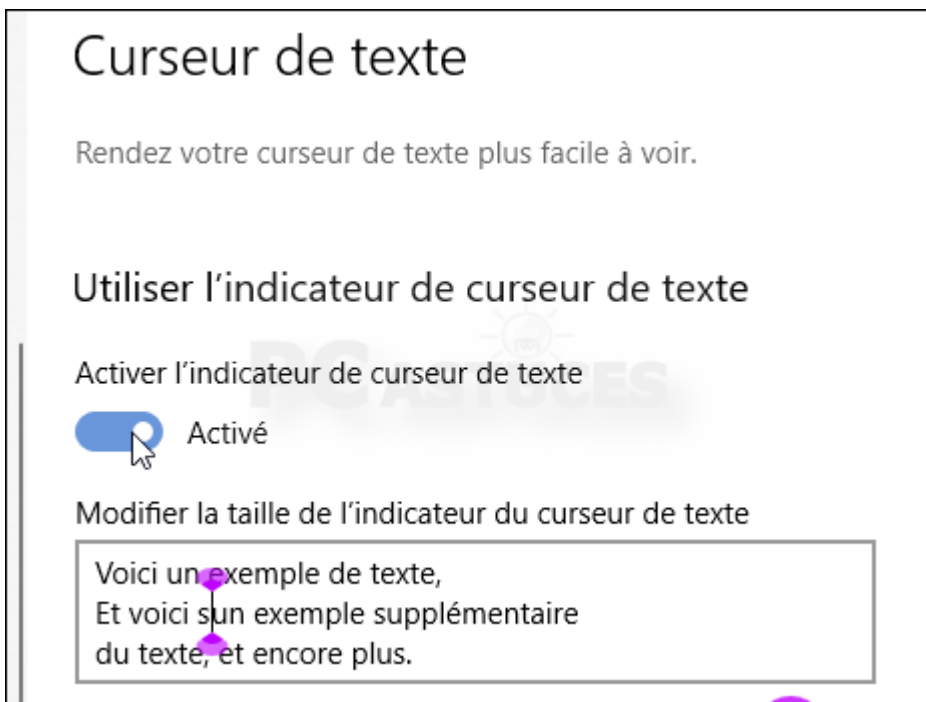 Curseur de texte
Rendez votre curseur de texte plus facile à voir.
Utiliser l'indicateur de curseur de texte
PC ASTUCES
Activer l'indicateur de curseur de texte
Activé
Modifier la taille de l'indicateur du curseur de texte
Voici un exemple de texte,
Et voici sun exemple supplémentaire
du texte, et encore plus.